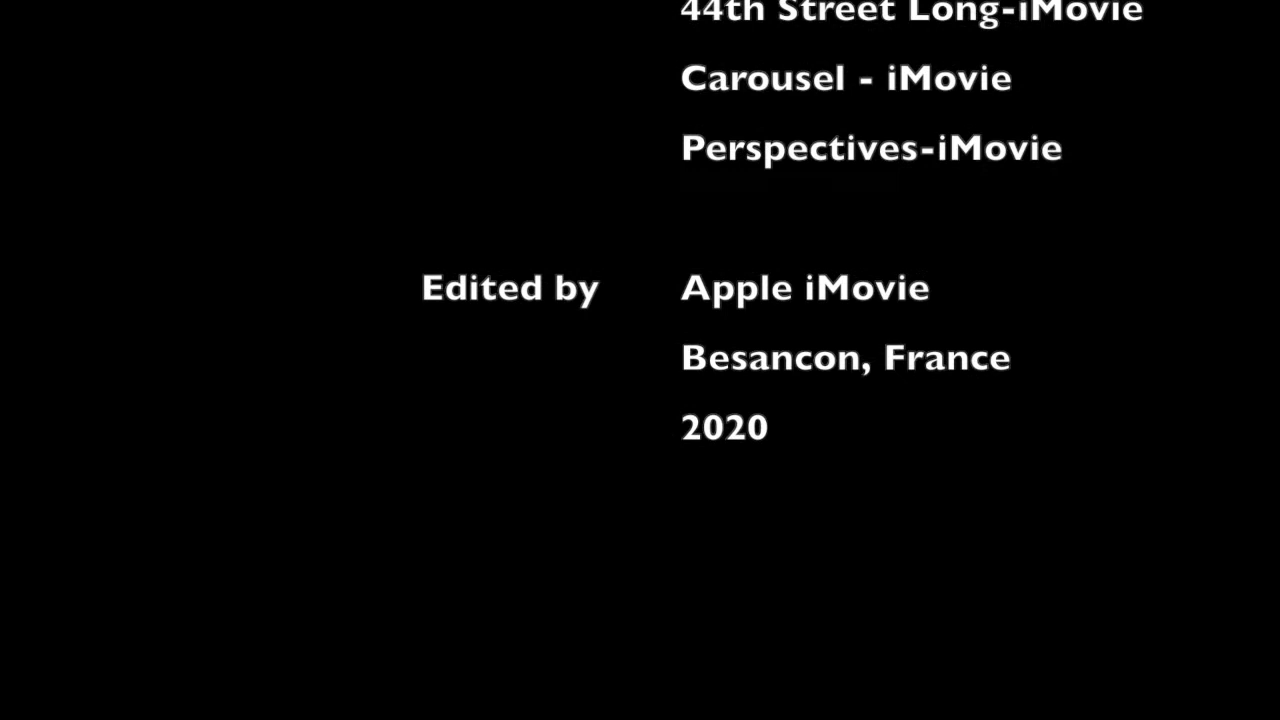 44th Street Long-iMovie
Carousel - iMovie
Perspectives-iMovie
Edited by Apple iMovie
Besancon, France
2020